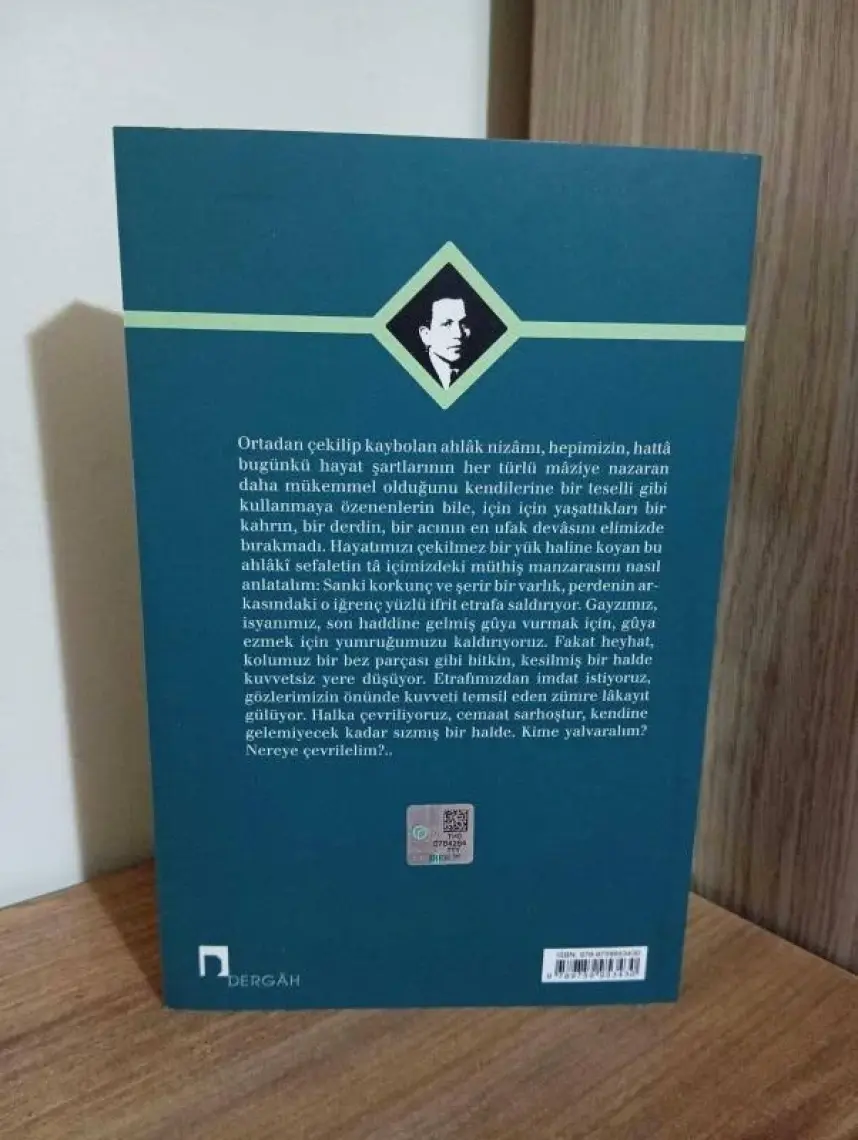 Ortadan çekilip kaybolan ahlâk nizâmı, hepimizin, hattâ
bugünkü hayat şartlarının her türlü mâziye nazaran
daha mükemmel olduğunu kendilerine bir teselli gibi
kullanmaya özenenlerin bile, için için yaşattıkları bir
kahrın, bir derdin, bir acının en ufak devâsını elimizde
bırakmadı. Hayatımızı çekilmez bir yük haline koyan bu
ahlâkî sefaletin tâ içimizdeki müthiş manzarasını nasıl
anlatalım: Sanki korkunç ve şerir bir varlık, perdenin ar-
kasındaki o iğrenç yüzlü ifrit etrafa saldırıyor. Gayzımız,
isyanımız, son haddine gelmiş gûya vurmak için, gûya
ezmek için yumruğumuzu kaldırıyoruz. Fakat heyhat,
kolumuz bir bez parçası gibi bitkin, kesilmiş bir halde
kuvvetsiz yere düşüyor. Etrafımızdan imdat istiyoruz,
gözlerimizin önünde kuvveti temsil eden zümre lâkayıt
gülüyor. Halka çevriliyoruz, cemaat sarhoştur, kendine
gelemiyecek kadar sızmış bir halde. Kime yalvaralım?
Nereye çevrilelim?..
DERGÂH